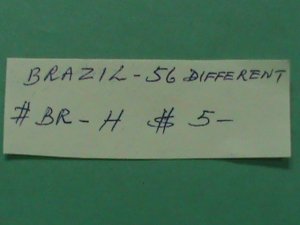 BRAZIL - 56 DIFFERENT
# BR - H $ 5 -